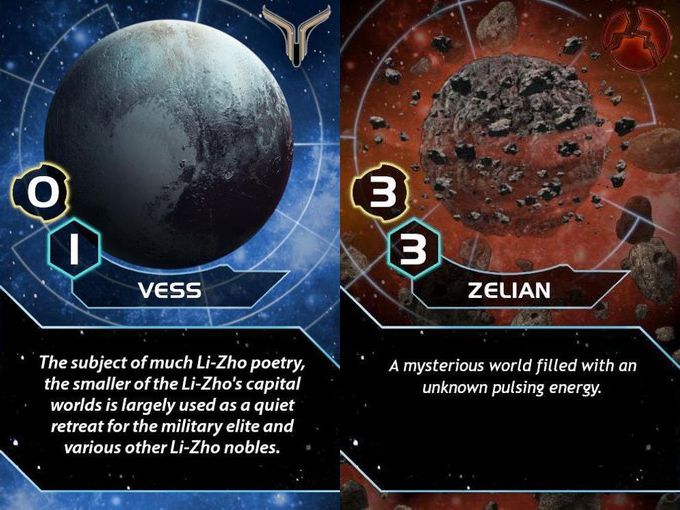 0
1
VESS
The subject of much Li-Zho poetry,
the smaller of the Li-Zho's capital
worlds is largely used as a quiet
retreat for the military elite and
various other Li-Zho nobles.
3
3
ZELIAN
A mysterious world filled with an
unknown pulsing energy.